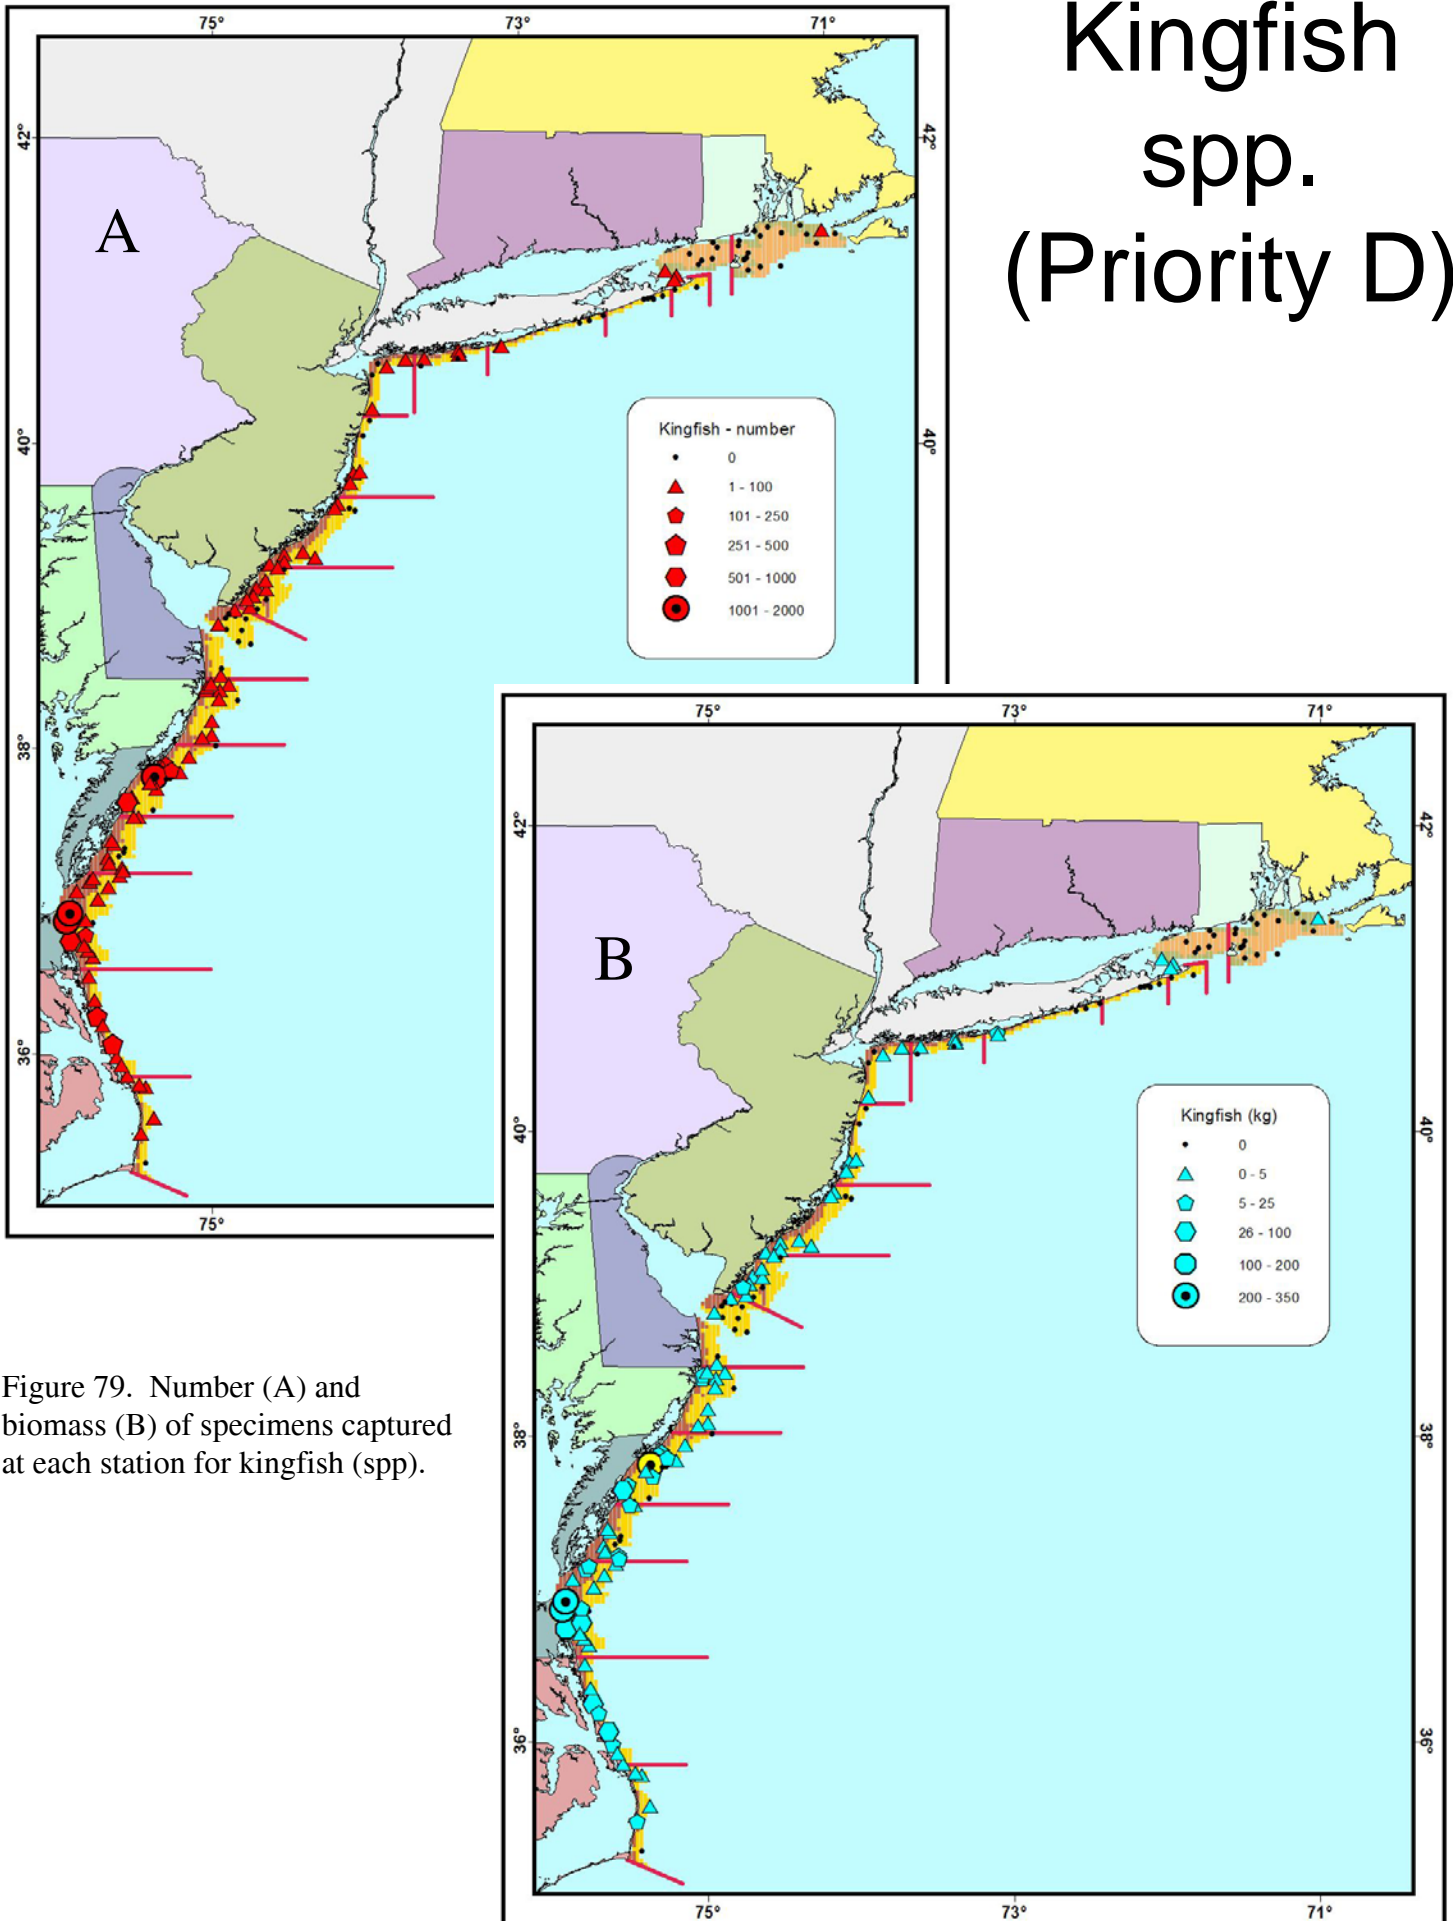 Kingfish
spp.
(Priority D)
75°
73°
71°
42°
42°
A
40°
40°
Kingfish - number
0
1 - 100
101 - 250
251 - 500
501 - 1000
1001 - 2000
38°
36°
75°
75°
73°
71°
42°
42°
B
40°
40°
Kingfish (kg)
0
0 - 5
5 - 25
26 - 100
100 - 200
200 - 350
38°
38°
36°
36°
75°
73°
71°
Figure 79. Number (A) and
biomass (B) of specimens captured
at each station for kingfish (spp).